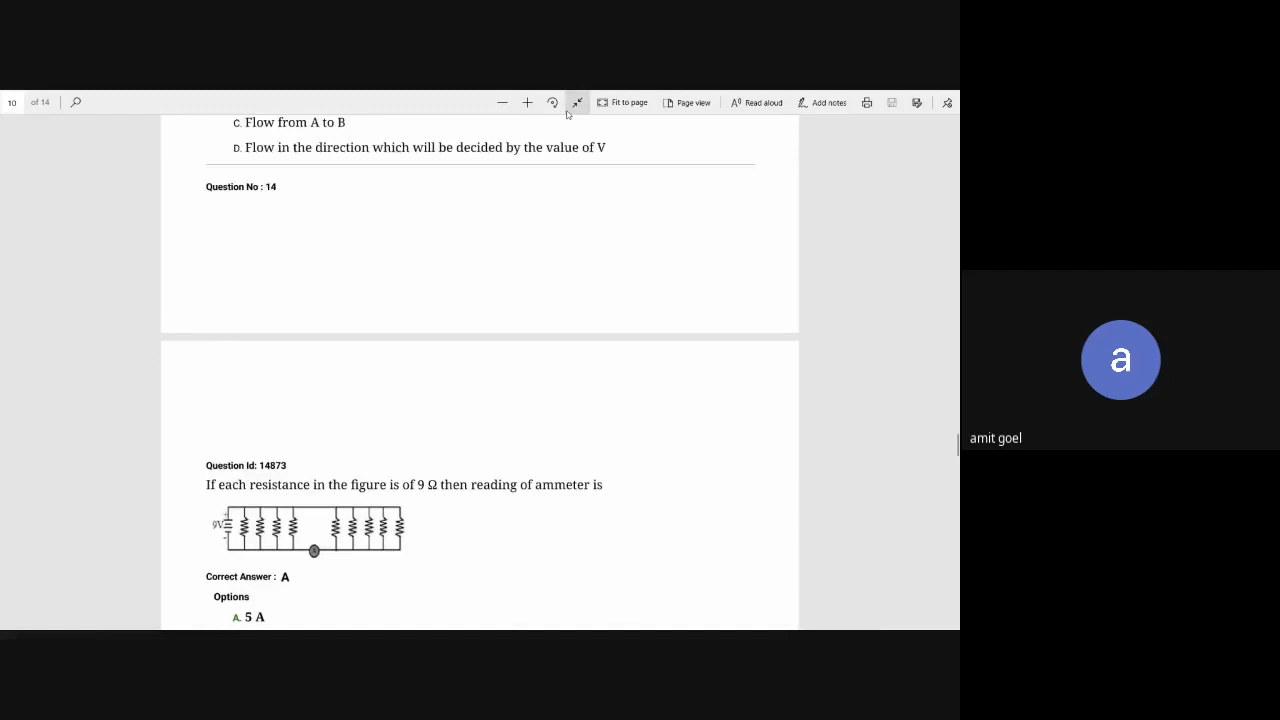 10 of 14 Fit to page Page view Read aloud Add notes
C. Flow from A to B
D. Flow in the direction which will be decided by the value of V
Question No : 14
Question Id: 14873
If each resistance in the figure is of 9 Ω then reading of ammeter is
9V
+
-
Correct Answer : A
Options
A. 5 A
a
amit goel